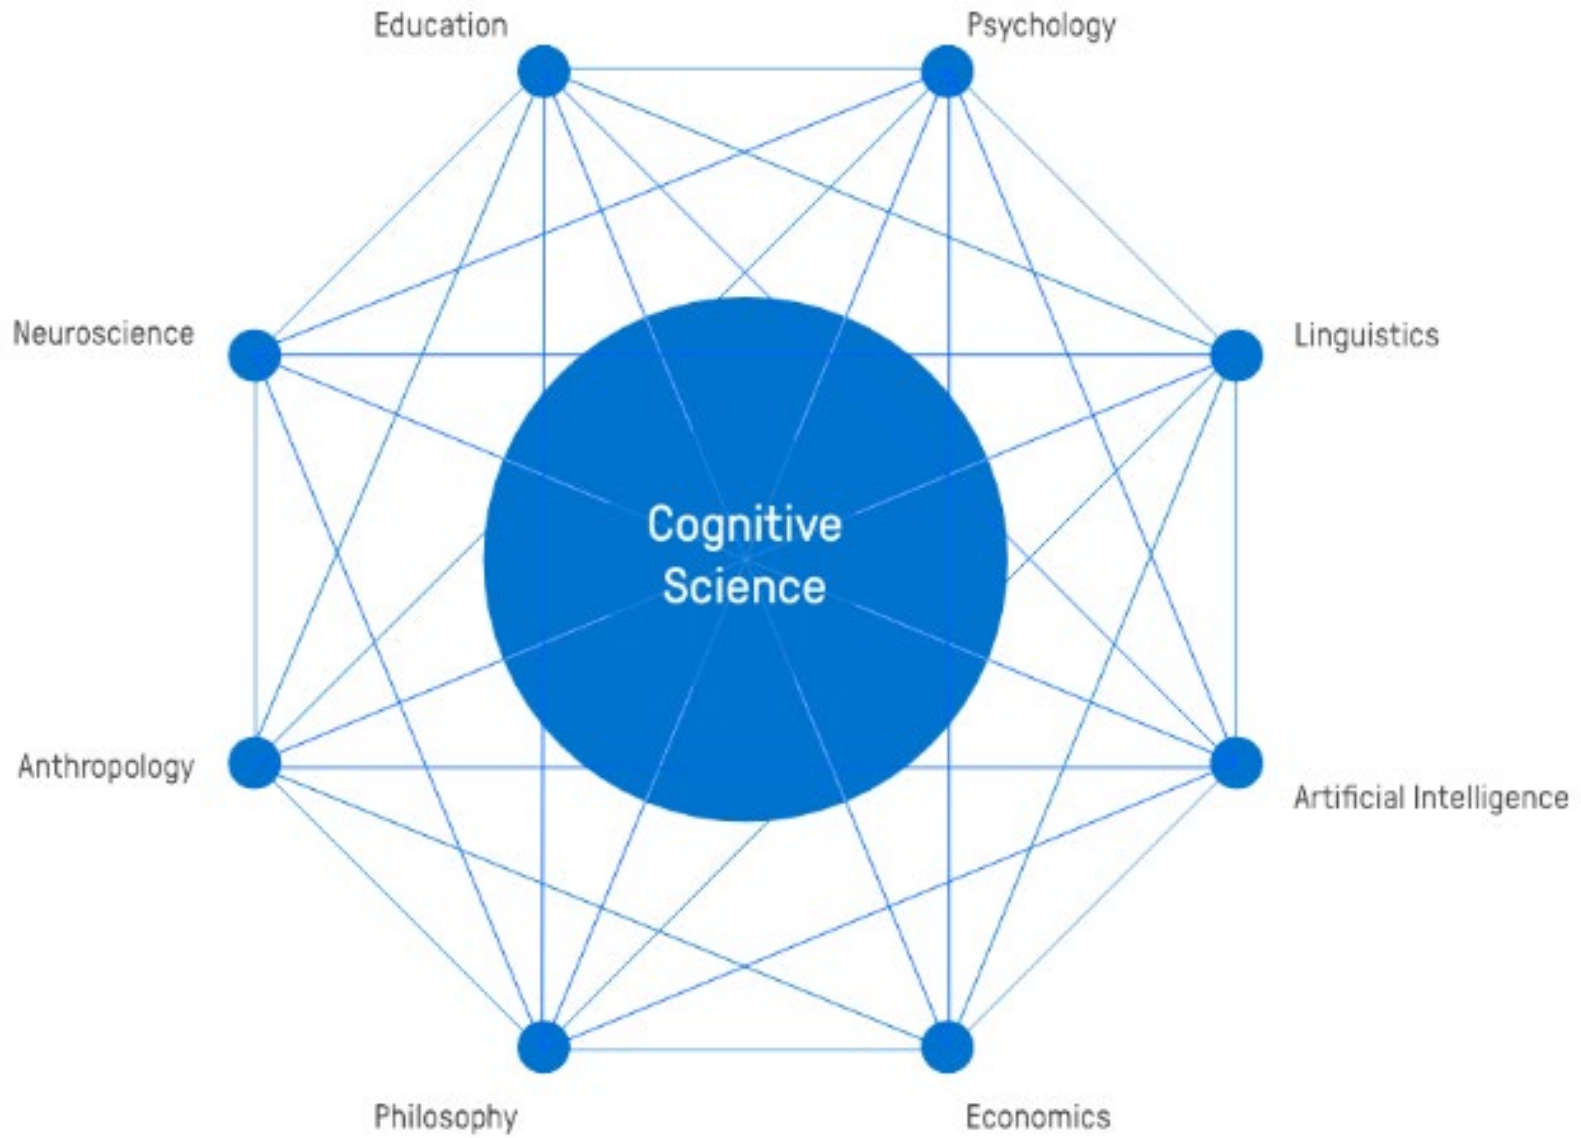 Education
Psychology
Neuroscience
Linguistics
Cognitive
Science
Anthropology
Artificial Intelligence
Philosophy
Economics